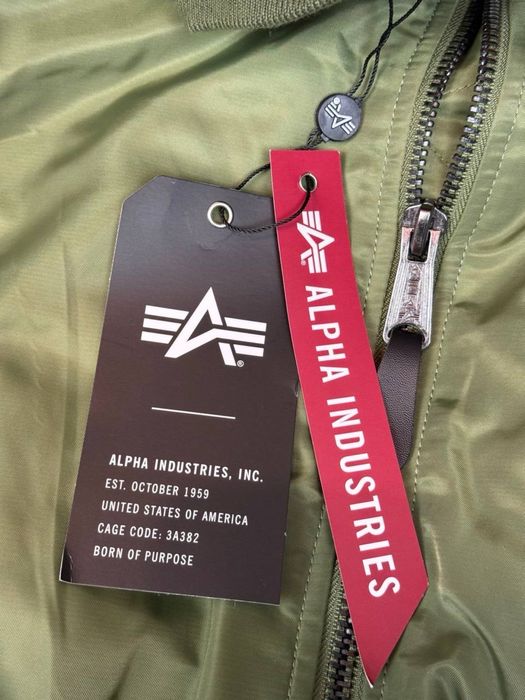 ALPHA INDUSTRIES, INC.
EST. OCTOBER 1959
UNITED STATES OF AMERICA
CAGE CODE: 3A382
BORN OF PURPOSE
ALPHA INDUSTRIES